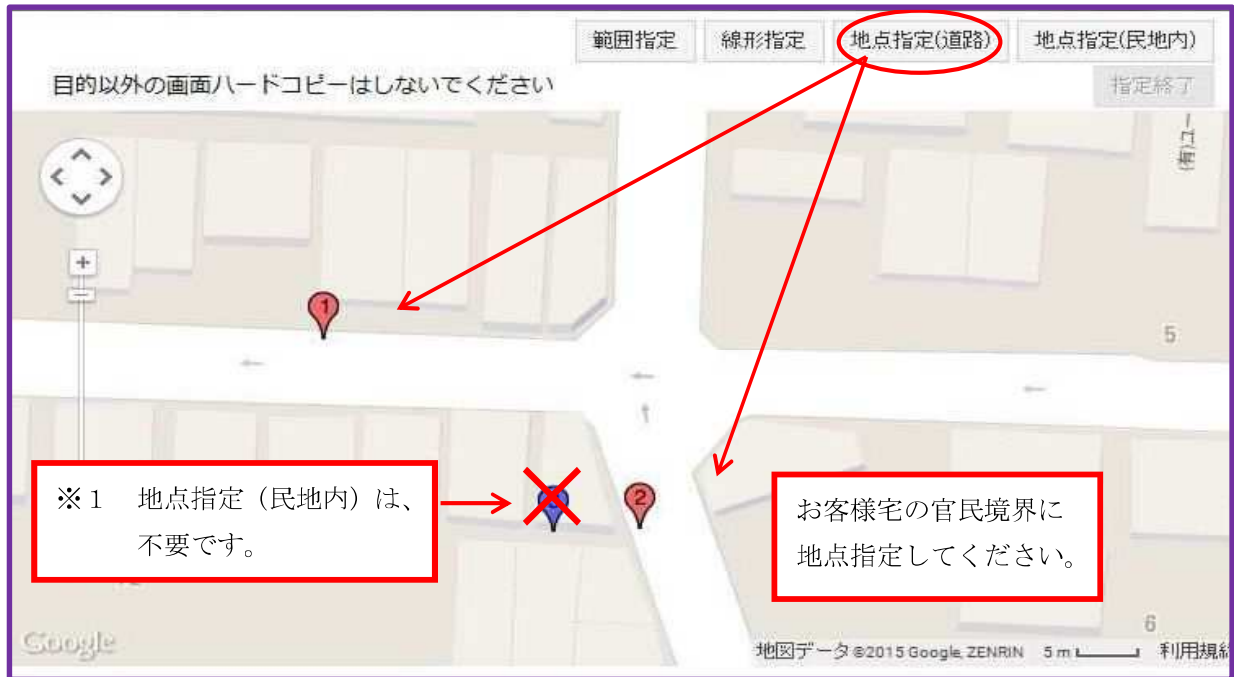 範囲指定 線形指定 地点指定(道路) 地点指定(民地内)
目的以外の画面ハードコピーはしないでください
指定終了
(有)ユー
1
5
※1 地点指定（民地内）は、
不要です。
2
お客様宅の官民境界に
地点指定してください。
6
Google
地図データ ©2015 Google, ZENRIN 5 m 利用規約